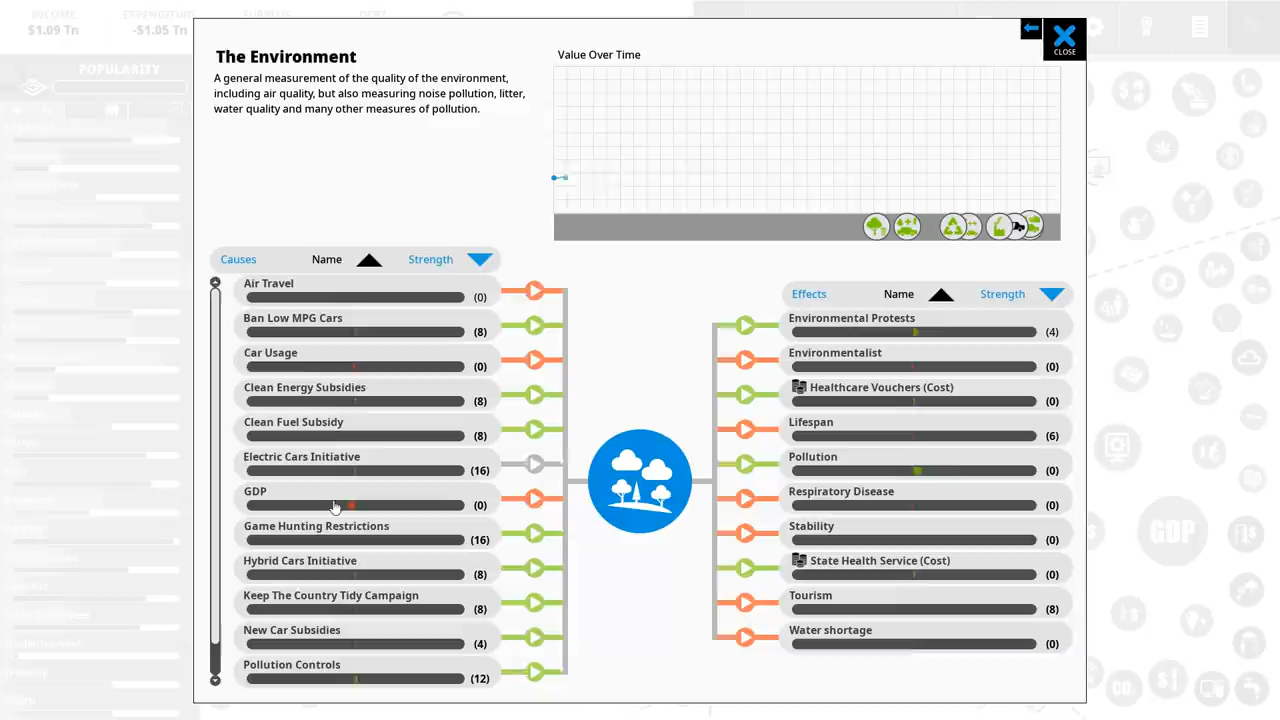 INCOME
EXPENDITURE
SURPLUS
DEBT
$1.09 Tn
-$1.05 Tn
POPULARITY
The Environment
A general measurement of the quality of the environment,
including air quality, but also measuring noise pollution, litter,
water quality and many other measures of pollution.
Value Over Time
CLOSE
Causes Name Strength
Air Travel
(0)
Ban Low MPG Cars
(8)
Car Usage
(0)
Clean Energy Subsidies
(8)
Clean Fuel Subsidy
(8)
Electric Cars Initiative
(16)
GDP
(0)
Game Hunting Restrictions
(16)
Hybrid Cars Initiative
(8)
Keep The Country Tidy Campaign
(8)
New Car Subsidies
(4)
Pollution Controls
(12)
Effects Name Strength
Environmental Protests
(4)
Environmentalist
(0)
Healthcare Vouchers (Cost)
(0)
Lifespan
(6)
Pollution
(0)
Respiratory Disease
(0)
Stability
(0)
State Health Service (Cost)
(0)
Tourism
(8)
Water shortage
(0)
GDP